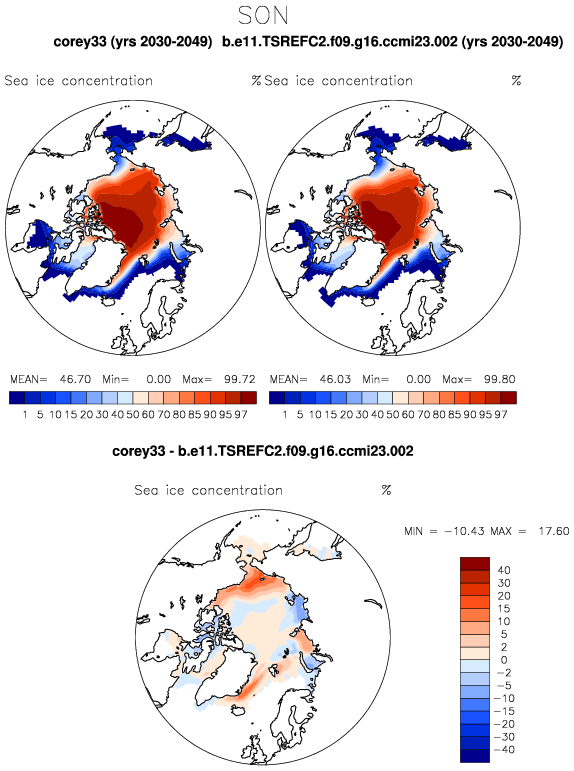 SON
corey33 (yrs 2030-2049) b.e11.TSREFC2.f09.g16.ccmi23.002 (yrs 2030-2049)
Sea ice concentration % Sea ice concentration %
MEAN= 46.70 Min= 0.00 Max= 99.72 MEAN= 46.03 Min= 0.00 Max= 99.80
1 5 10 15 20 30 40 50 60 70 80 85 90 95 97 1 5 10 15 20 30 40 50 60 70 80 85 90 95 97
corey33 - b.e11.TSREFC2.f09.g16.ccmi23.002
Sea ice concentration %
MIN = -10.43 MAX = 17.60
40
30
20
15
10
5
2
0
-2
-5
-10
-15
-20
-30
-40